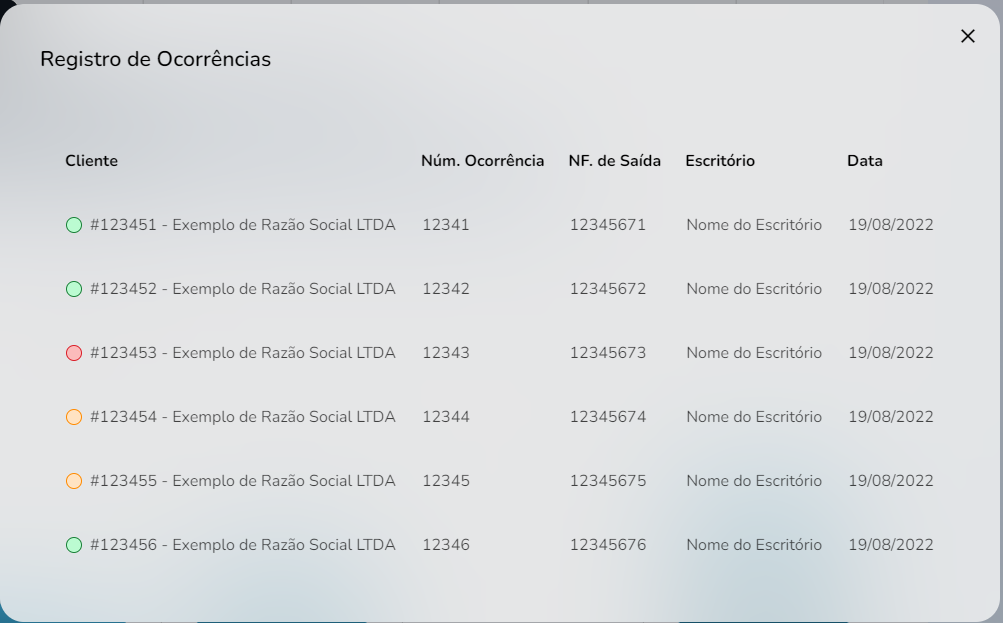 Registro de Ocorrências
Cliente Núm. Ocorrência NF. de Saída Escritório Data
#123451 - Exemplo de Razão Social LTDA 12341 12345671 Nome do Escritório 19/08/2022
#123452 - Exemplo de Razão Social LTDA 12342 12345672 Nome do Escritório 19/08/2022
#123453 - Exemplo de Razão Social LTDA 12343 12345673 Nome do Escritório 19/08/2022
#123454 - Exemplo de Razão Social LTDA 12344 12345674 Nome do Escritório 19/08/2022
#123455 - Exemplo de Razão Social LTDA 12345 12345675 Nome do Escritório 19/08/2022
#123456 - Exemplo de Razão Social LTDA 12346 12345676 Nome do Escritório 19/08/2022